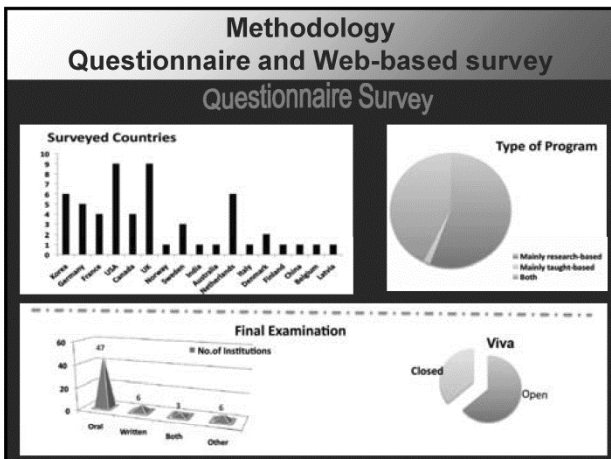 Methodology
Questionnaire and Web-based survey
Questionnaire Survey
Surveyed Countries
10
9
8
7
6
5
4
3
2
1
0
Korea
Germany
France
USA
Canada
UK
Norway
Sweden
India
Australia
Netherlands
Italy
Denmark
Finland
China
Belgium
Latvia
Type of Program
Mainly research-based
Mainly taught-based
Both
Final Examination
60
40
20
0
47
6
3
6
No.of Institutions
Oral
Written
Both
Other
Viva
Closed
Open